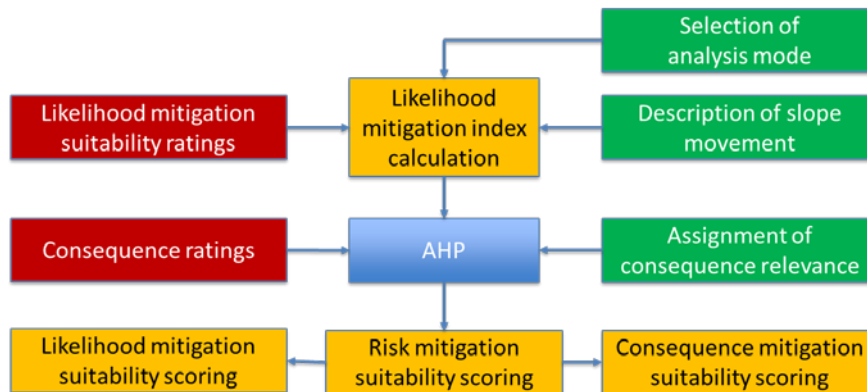 Selection of
analysis mode
Likelihood mitigation
suitability ratings
Likelihood
mitigation index
calculation
Description of slope
movement
Consequence ratings
AHP
Assignment of
consequence relevance
Likelihood mitigation
suitability scoring
Risk mitigation
suitability scoring
Consequence mitigation
suitability scoring